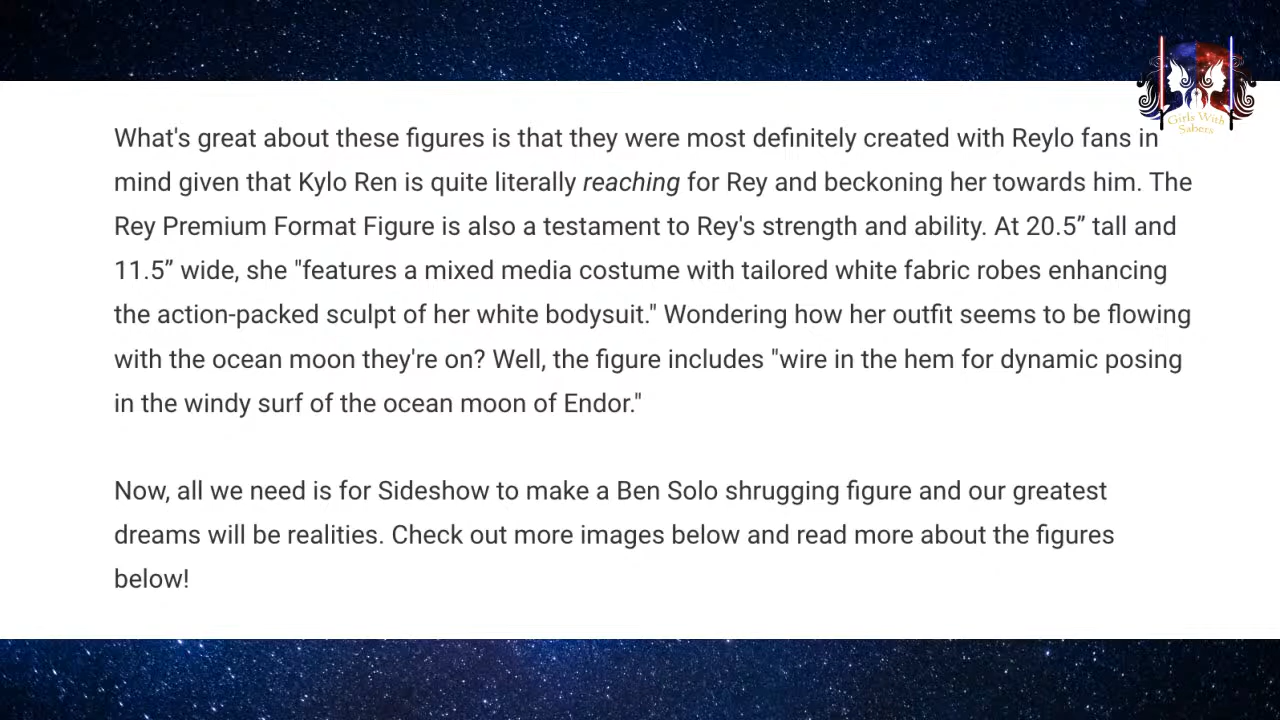 Girls With
Sabers
What's great about these figures is that they were most definitely created with Reylo fans in
mind given that Kylo Ren is quite literally reaching for Rey and beckoning her towards him. The
Rey Premium Format Figure is also a testament to Rey's strength and ability. At 20.5” tall and
11.5” wide, she "features a mixed media costume with tailored white fabric robes enhancing
the action-packed sculpt of her white bodysuit." Wondering how her outfit seems to be flowing
with the ocean moon they're on? Well, the figure includes "wire in the hem for dynamic posing
in the windy surf of the ocean moon of Endor."
Now, all we need is for Sideshow to make a Ben Solo shrugging figure and our greatest
dreams will be realities. Check out more images below and read more about the figures
below!